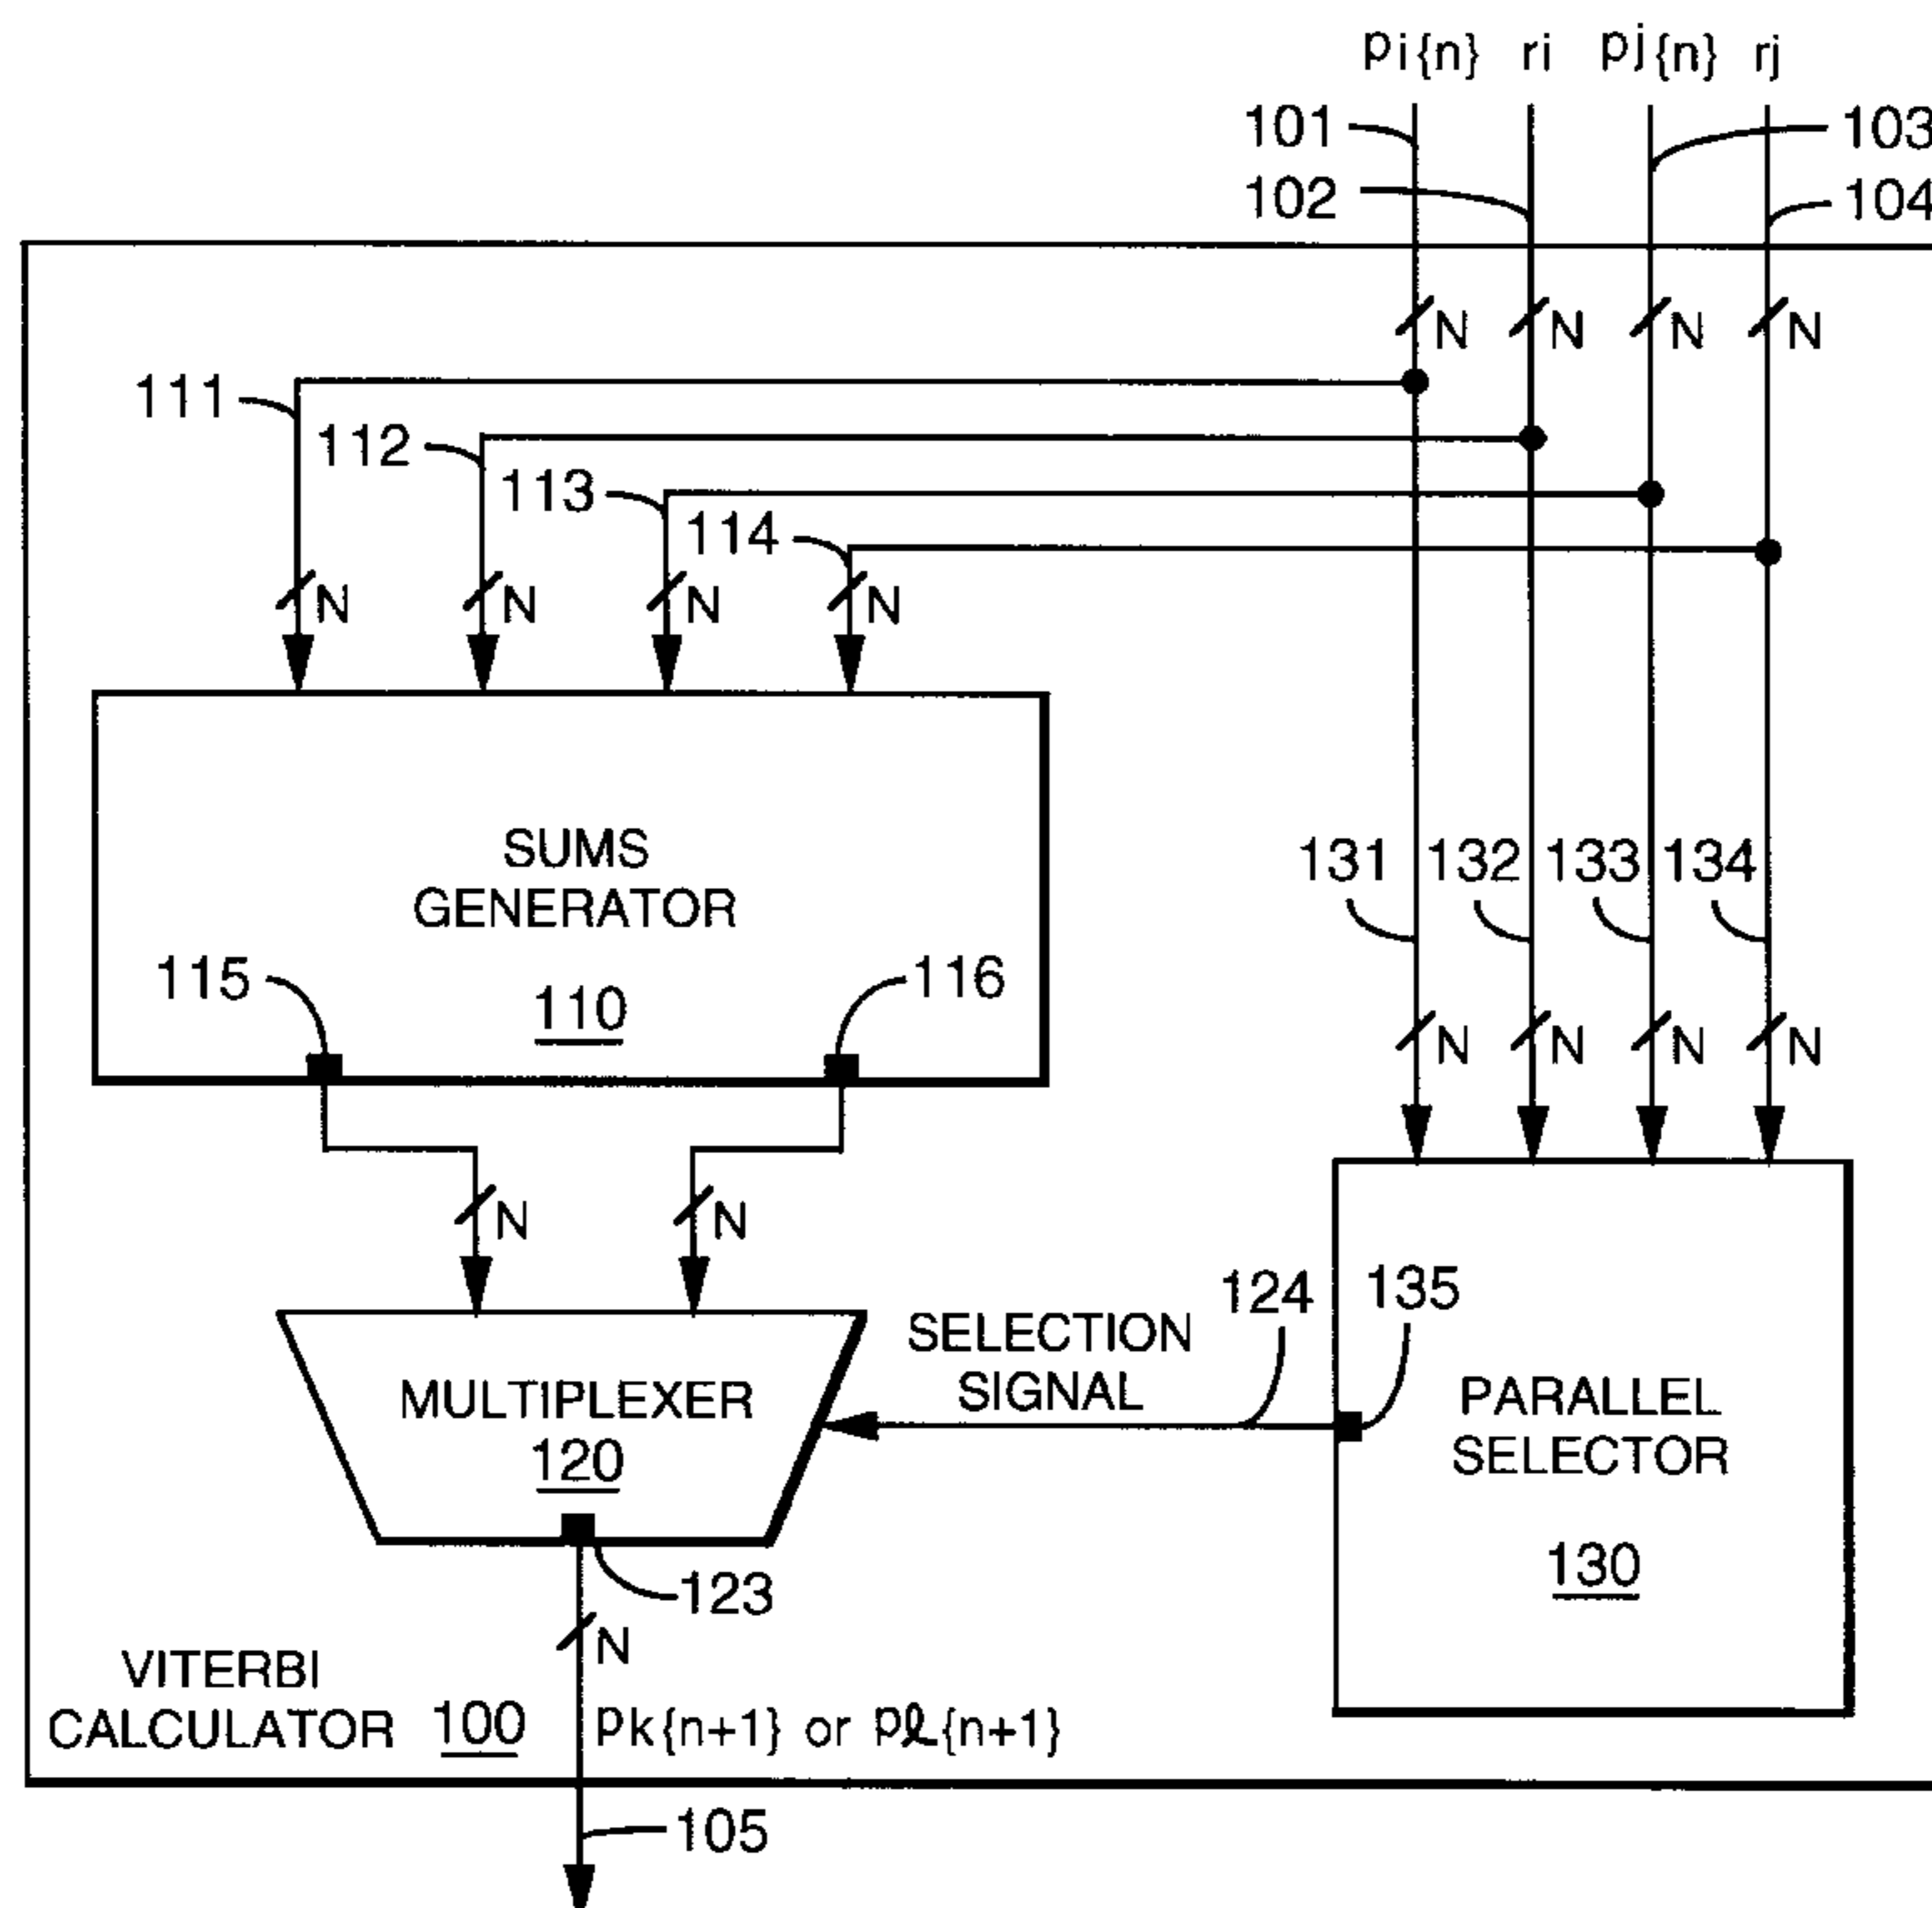 pi{n} ri pj{n} rj
101 103
102 104
N N N N
111
112
113
114
N N N N
SUMS
GENERATOR
110
115 116
131 132 133 134
N N N N
N N
124 135
SELECTION
SIGNAL
MULTIPLEXER
120
PARALLEL
SELECTOR
130
123
N
VITERBI
CALCULATOR 100
pk{n+1} or pℓ{n+1}
105